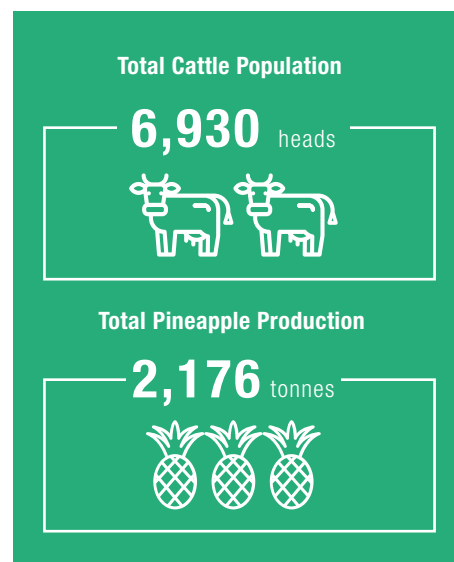 Total Cattle Population
6,930 heads
Total Pineapple Production
2,176 tonnes